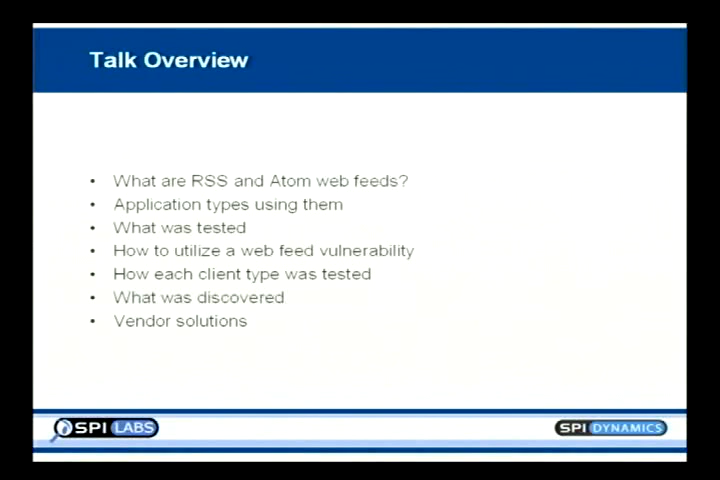 Talk Overview
• What are RSS and Atom web feeds?
• Application types using them
• What was tested
• How to utilize a web feed vulnerability
• How each client type was tested
• What was discovered
• Vendor solutions
SPI LABS
SPI DYNAMICS